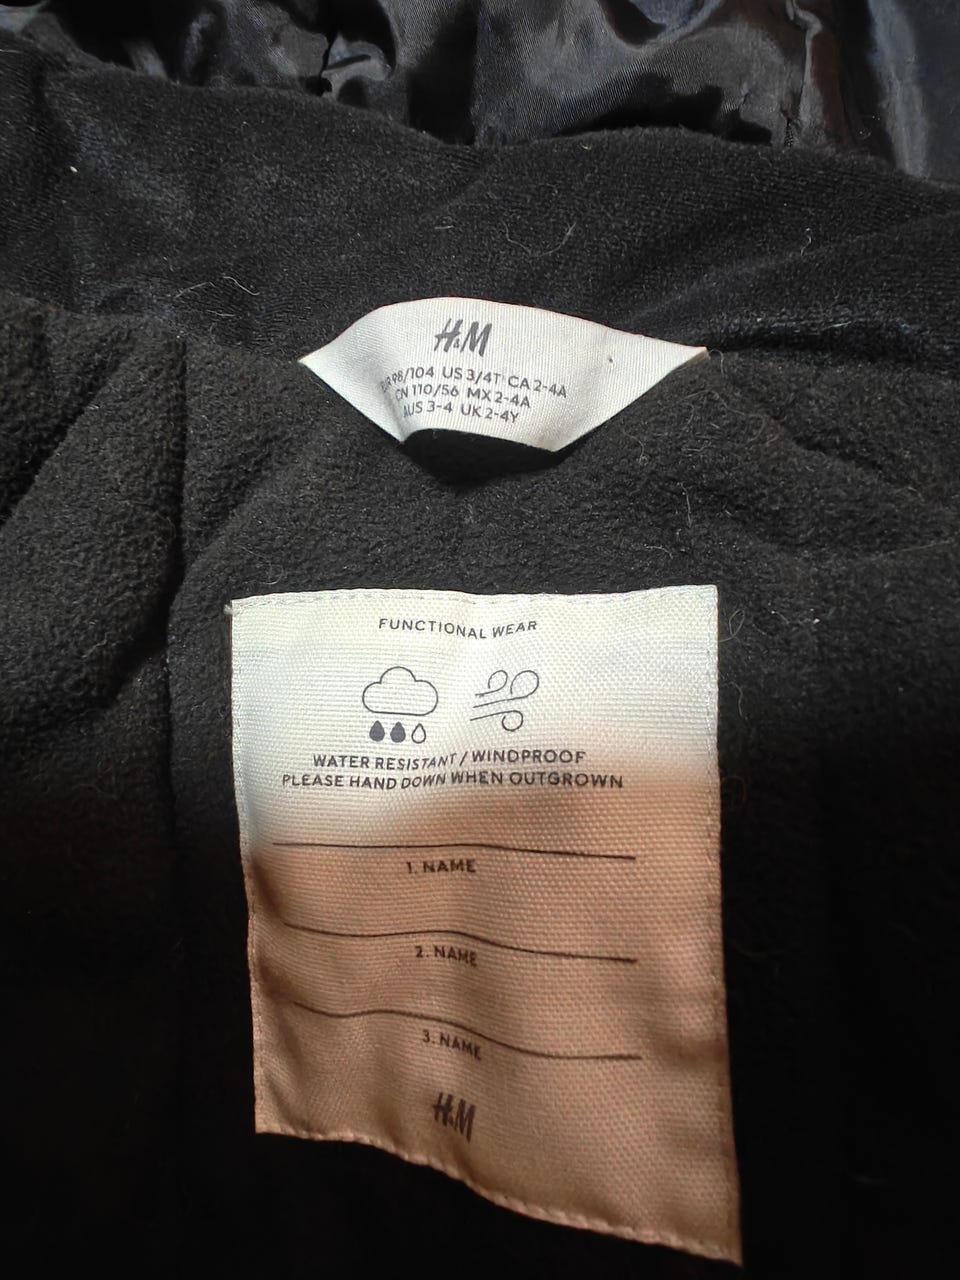 H&M
EUR 98/104 US 3/4T CA 2-4A
CN 110/56 MX 2-4A
AUS 3-4 UK 2-4Y
FUNCTIONAL WEAR
WATER RESISTANT / WINDPROOF
PLEASE HAND DOWN WHEN OUTGROWN
1. NAME
2. NAME
3. NAME
H&M